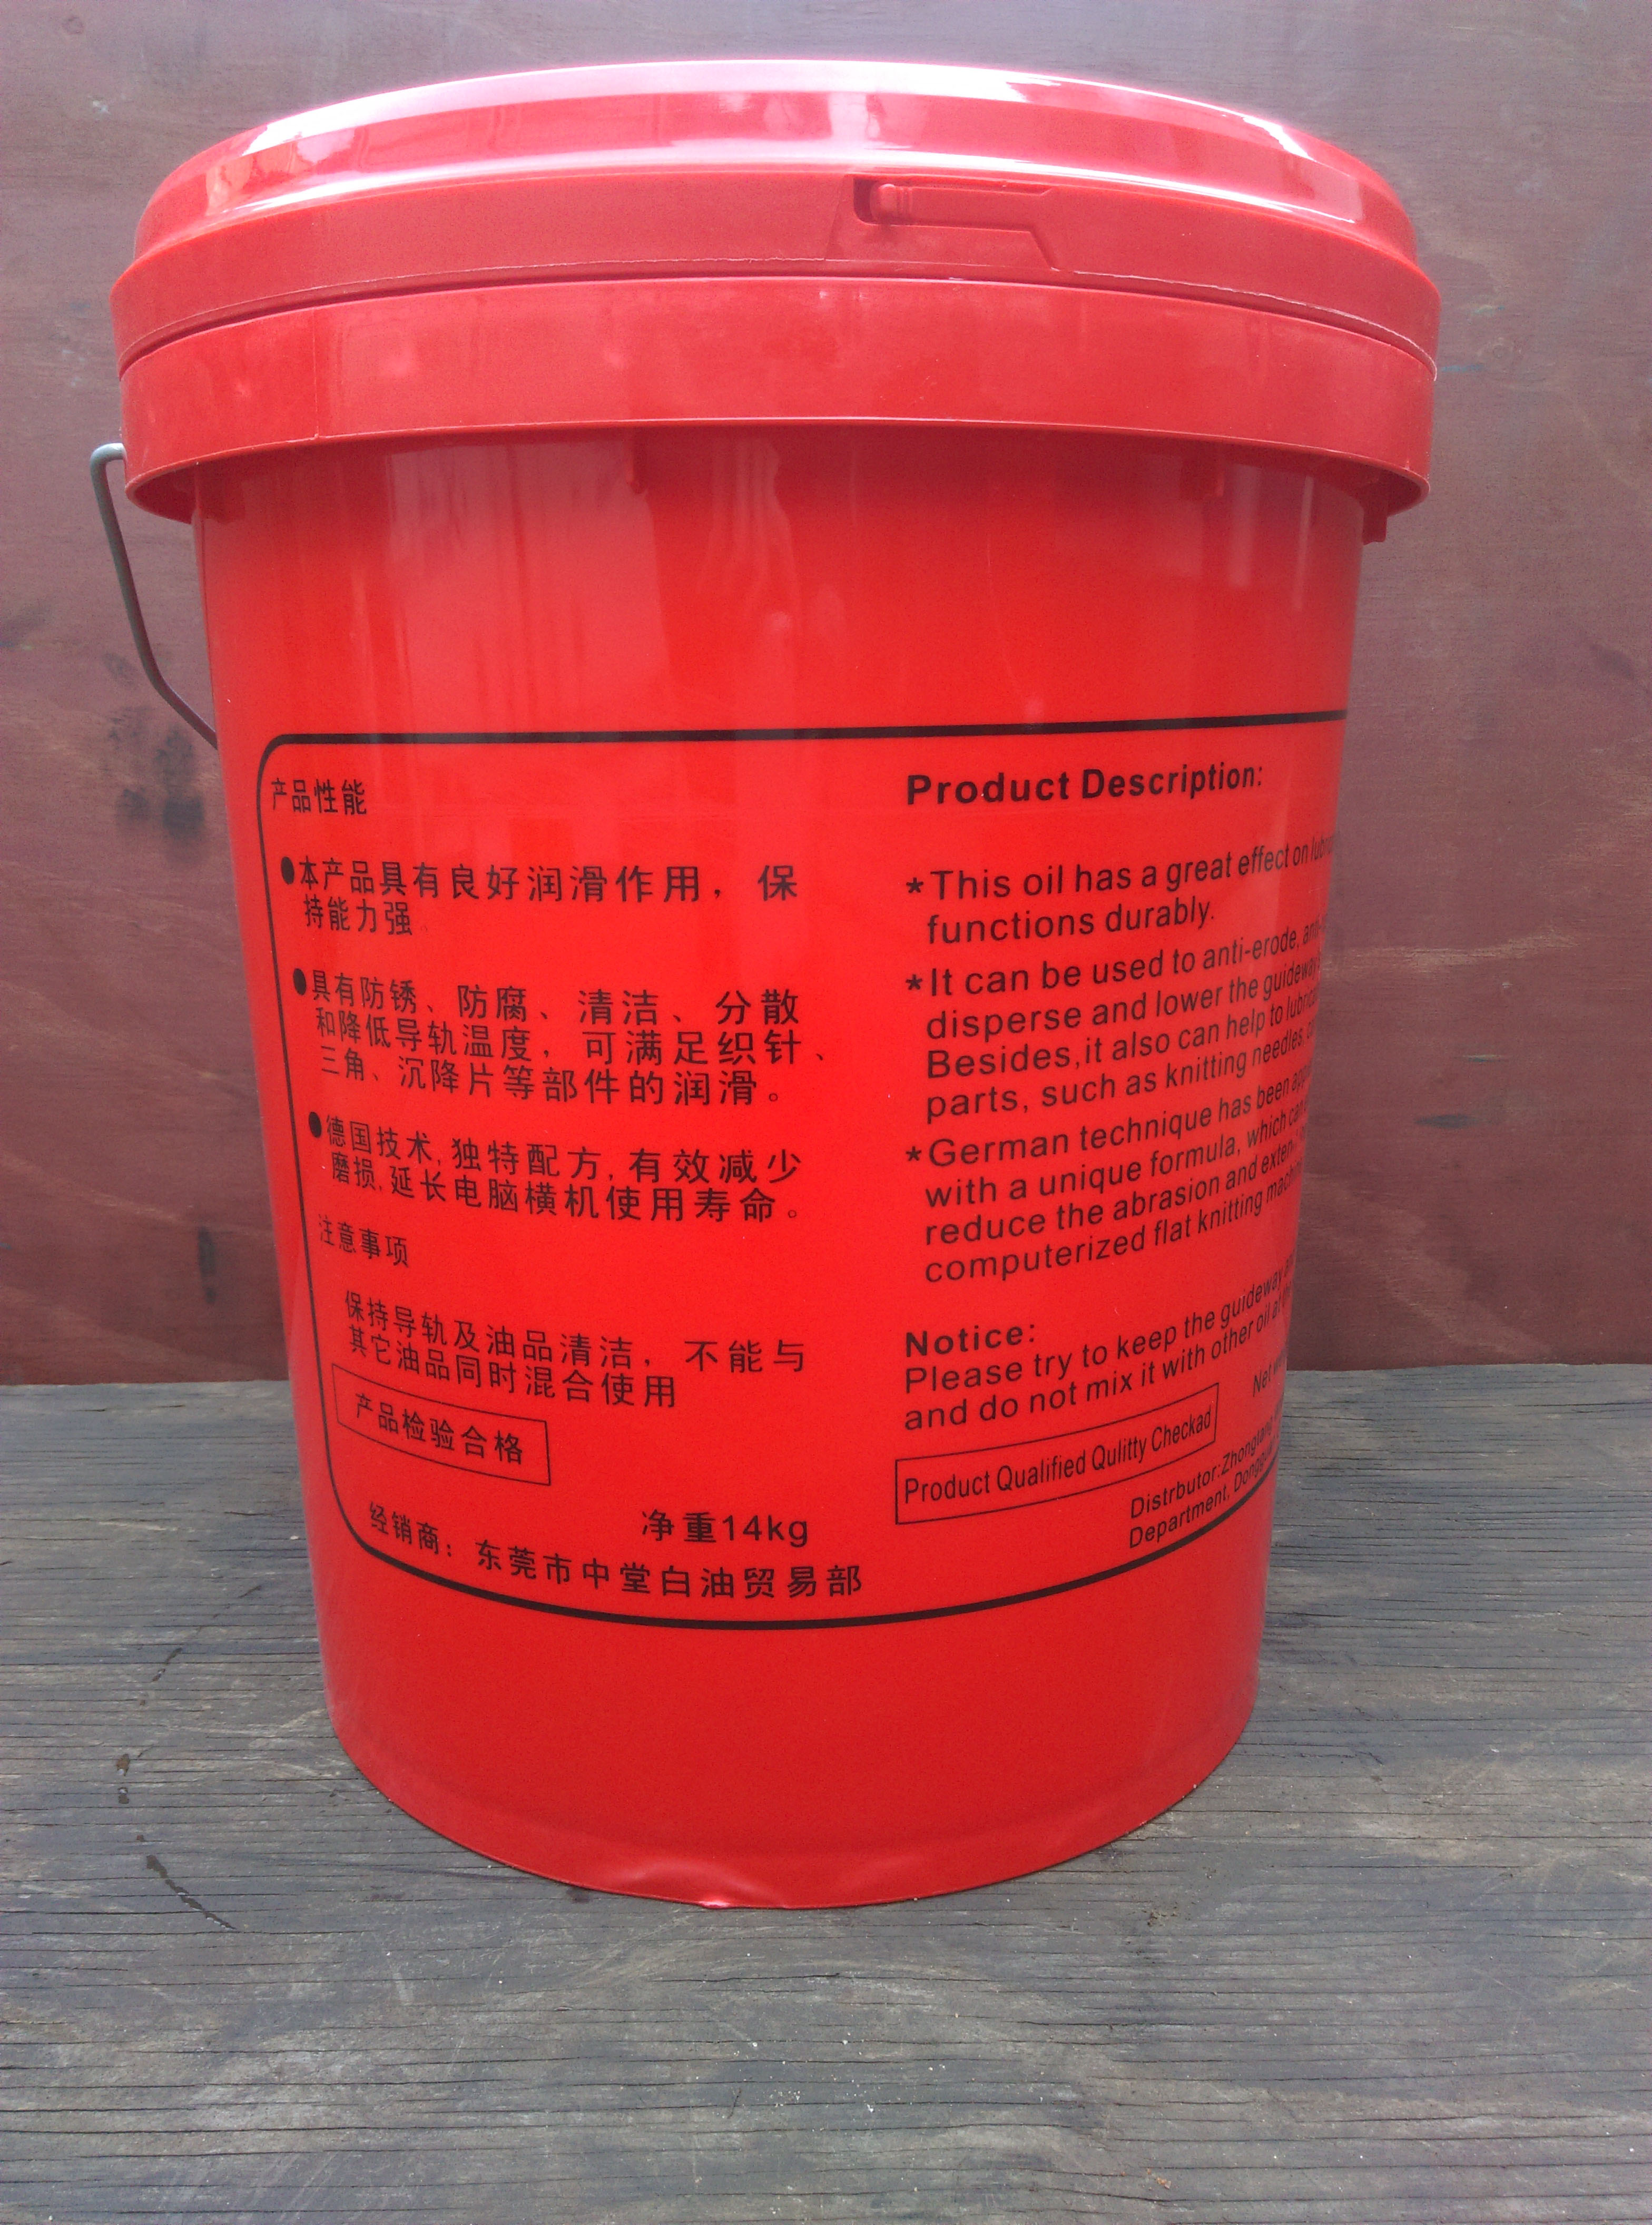 产品性能
●本产品具有良好润滑作用，保
持能力强
●具有防锈、防腐、清洁、分散
和降低导轨温度，可满足织针、
三角、沉降片等部件的润滑。
●德国技术,独特配方,有效减少
磨损,延长电脑横机使用寿命。
注意事项
保持导轨及油品清洁，不能与
其它油品同时混合使用
产品检验合格
净重14kg
经销商：东莞市中堂白油贸易部
Product Description:
*This oil has a great effect on
functions durably.
*It can be used to anti-erode,
disperse and lower the guideway
Besides,it also can help to
parts, such as knitting needles,
*German technique has been
with a unique formula, which can
reduce the abrasion and
computerized flat knitting
Notice:
Please try to keep the guideway
and do not mix it with other oil
Net
Product Qualified Qulitty Checkad
Distrbutor:Zhongtang
Department,